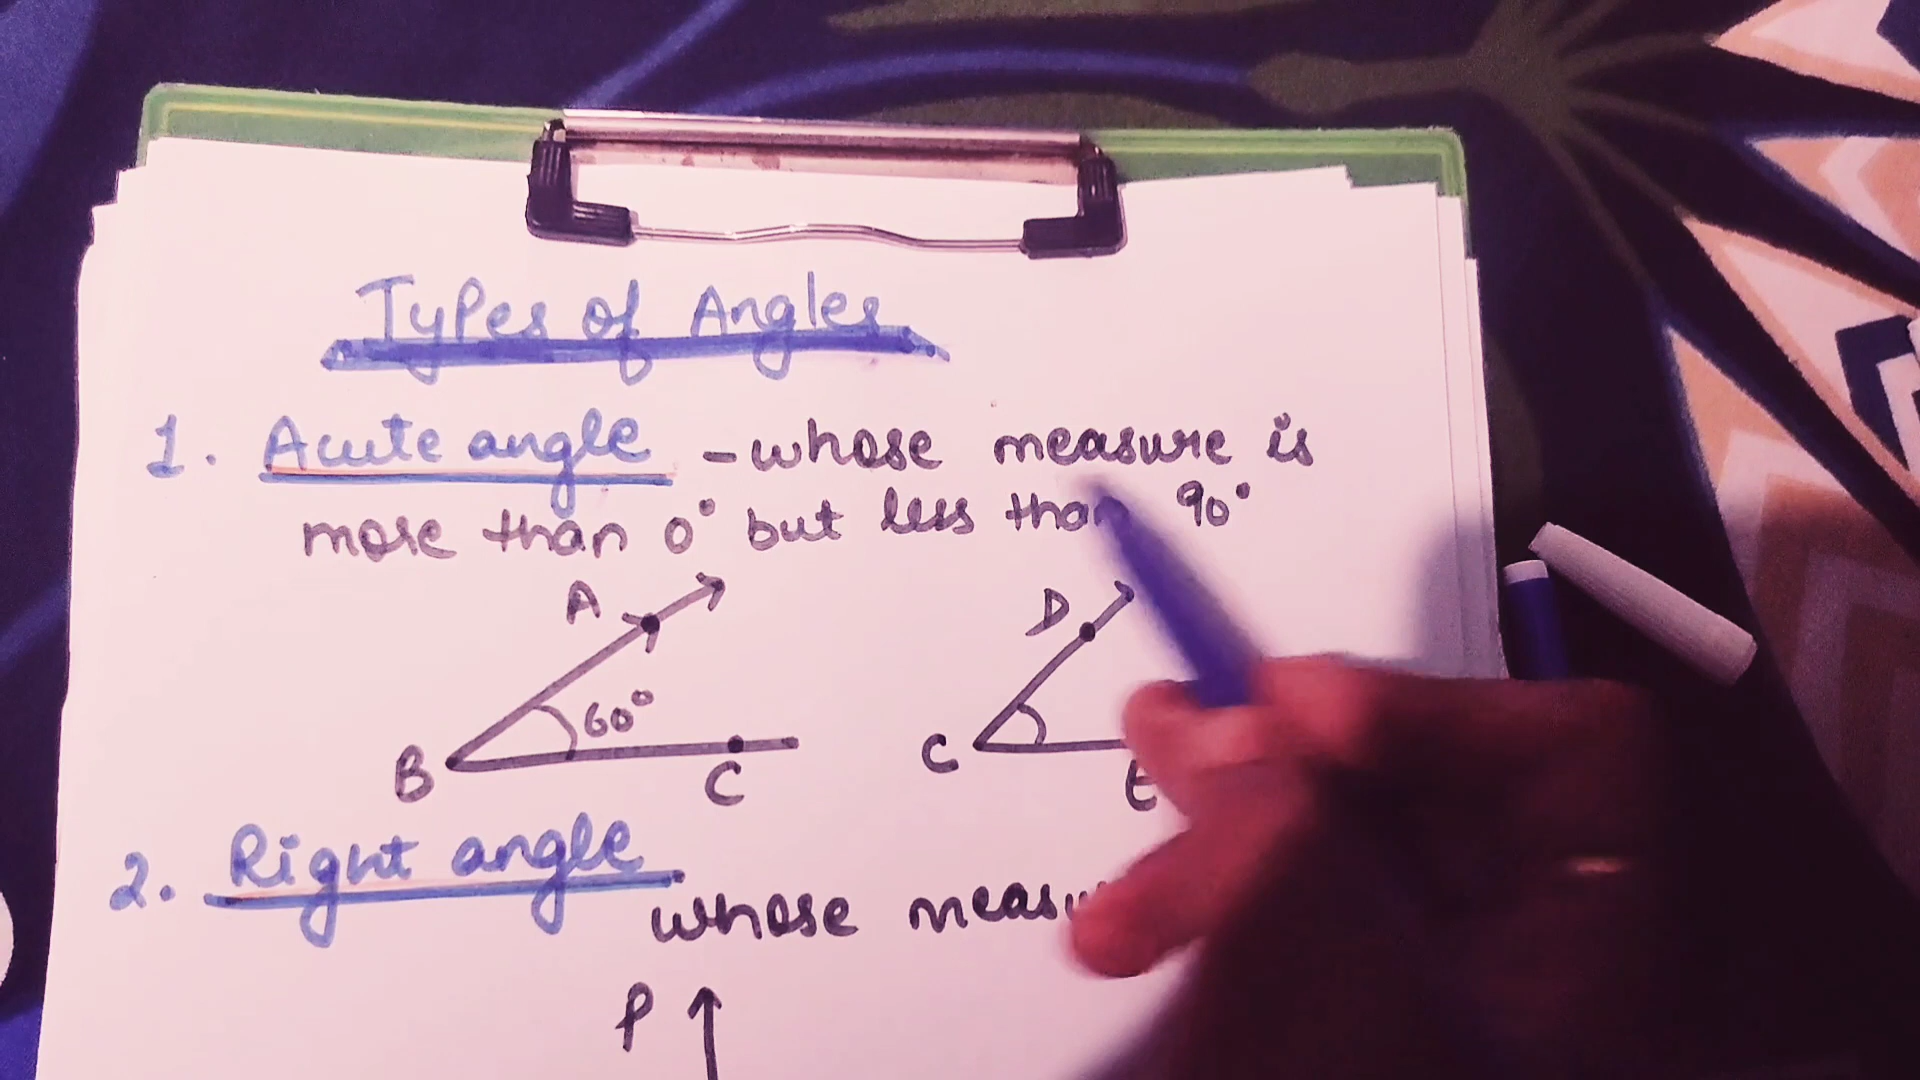 Types of Angles
1. Acute angle - whose measure is
more than 0° but less than 90°
A
D
60°
B
C
C
E
2. Right angle
whose
P